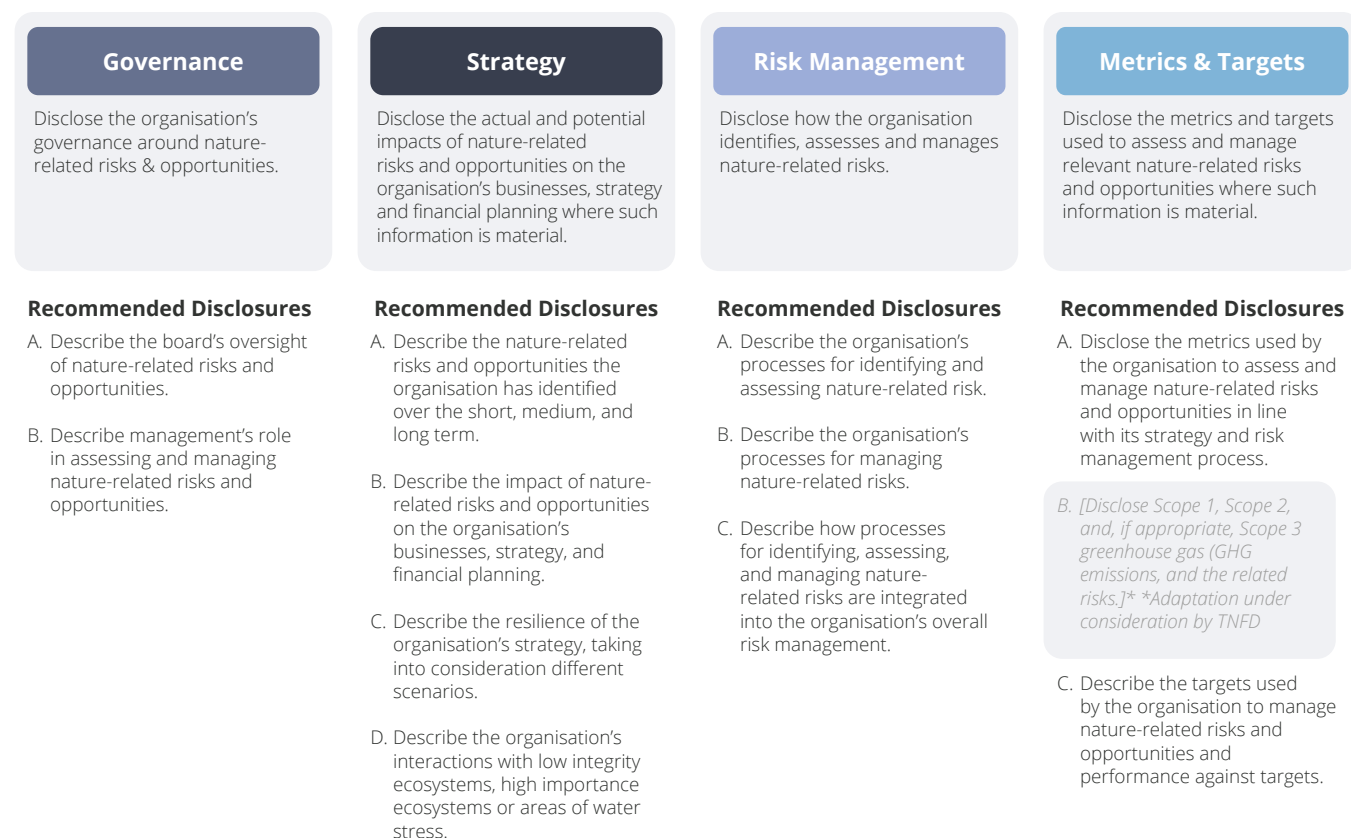 Governance
Disclose the organisation's
governance around nature-
related risks & opportunities.
Recommended Disclosures
A. Describe the board's oversight
of nature-related risks and
opportunities.
B. Describe management's role
in assessing and managing
nature-related risks and
opportunities.
Strategy
Disclose the actual and potential
impacts of nature-related
risks and opportunities on the
organisation's businesses, strategy
and financial planning where such
information is material.
Recommended Disclosures
A. Describe the nature-related
risks and opportunities the
organisation has identified
over the short, medium, and
long term.
B. Describe the impact of nature-
related risks and opportunities
on the organisation's
businesses, strategy, and
financial planning.
C. Describe the resilience of the
organisation's strategy, taking
into consideration different
scenarios.
D. Describe the organisation's
interactions with low integrity
ecosystems, high importance
ecosystems or areas of water
stress.
Risk Management
Disclose how the organisation
identifies, assesses and manages
nature-related risks.
Recommended Disclosures
A. Describe the organisation's
processes for identifying and
assessing nature-related risk.
B. Describe the organisation's
processes for managing
nature-related risks.
C. Describe how processes
for identifying, assessing,
and managing nature-
related risks are integrated
into the organisation's overall
risk management.
Metrics & Targets
Disclose the metrics and targets
used to assess and manage
relevant nature-related risks
and opportunities where such
information is material.
Recommended Disclosures
A. Disclose the metrics used by
the organisation to assess and
manage nature-related risks
and opportunities in line
with its strategy and risk
management process.
B. [Disclose Scope 1, Scope 2,
and, if appropriate, Scope 3
greenhouse gas (GHG
emissions, and the related
risks.]* *Adaptation under
consideration by TNFD
C. Describe the targets used
by the organisation to manage
nature-related risks and
opportunities and
performance against targets.